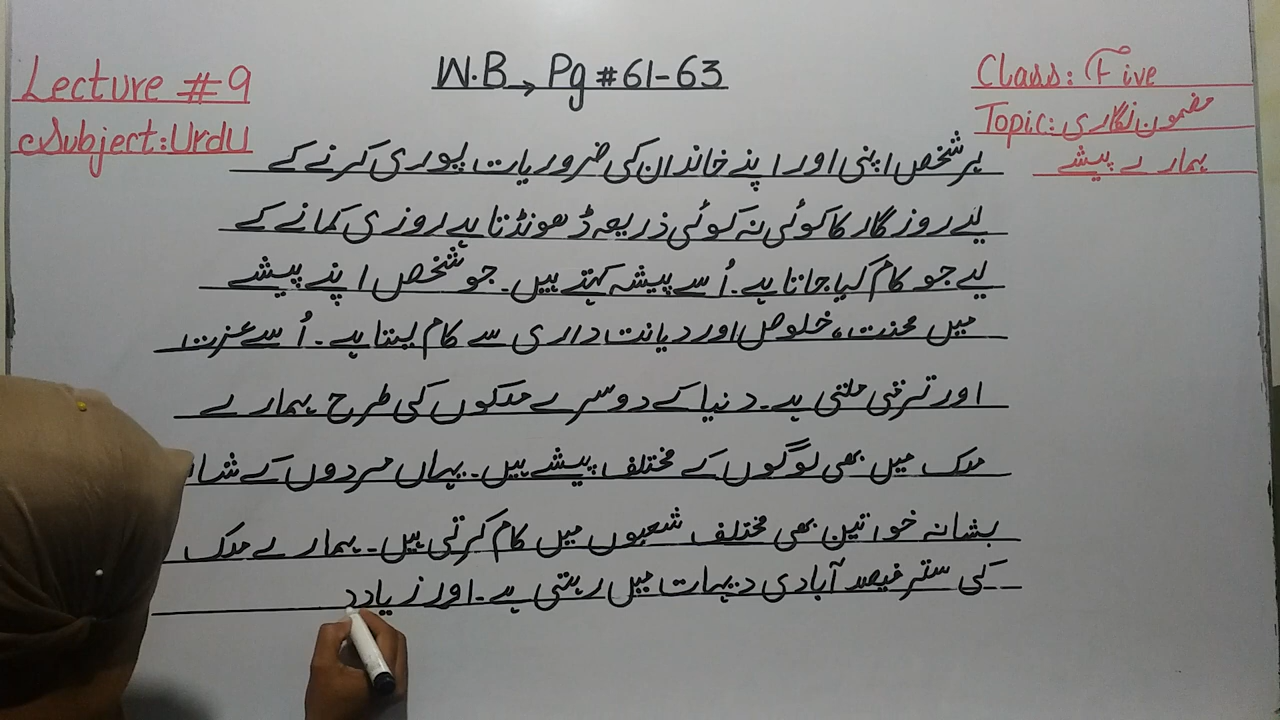 Lecture # 9
Subject: Urdu
W.B → Pg # 61-63
Class: Five
Topic: مضمون نگاری
ہمارے پیشے
ہر شخص اپنی اور اپنے خاندان کی ضروریات پوری کرنے کے
لیے روزگار کا کوئی نہ کوئی ذریعہ ڈھونڈتا ہے روزی کمانے کے
لیے جو کام کیا جاتا ہے۔ اُسے پیشہ کہتے ہیں۔ جو شخص اپنے پیشے
میں محنت، خلوص اور دیانت داری سے کام لیتا ہے۔ اُسے عزت
اور ترقی ملتی ہے۔ دنیا کے دوسرے ملکوں کی طرح ہمارے
ملک میں بھی لوگوں کے مختلف پیشے ہیں۔ یہاں مردوں کے شانہ
بشانہ خواتین بھی مختلف شعبوں میں کام کرتی ہیں۔ ہمارے ملک
کی ستر فیصد آبادی دیہات میں رہتی ہے۔ اور زیادہ